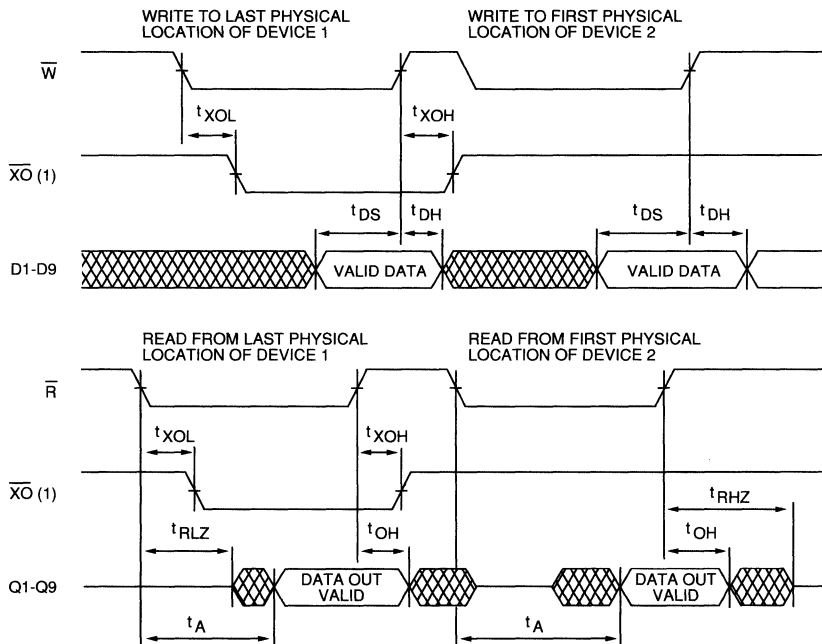 WRITE TO LAST PHYSICAL
LOCATION OF DEVICE 1
WRITE TO FIRST PHYSICAL
LOCATION OF DEVICE 2
W
tXOL
tXOH
XO (1)
tDS
tDH
tDS
tDH
D1-D9
VALID DATA
VALID DATA
READ FROM LAST PHYSICAL
LOCATION OF DEVICE 1
READ FROM FIRST PHYSICAL
LOCATION OF DEVICE 2
R
tXOL
tXOH
XO (1)
tRHZ
tRLZ
tOH
tOH
Q1-Q9
DATA OUT
VALID
DATA OUT
VALID
tA
tA